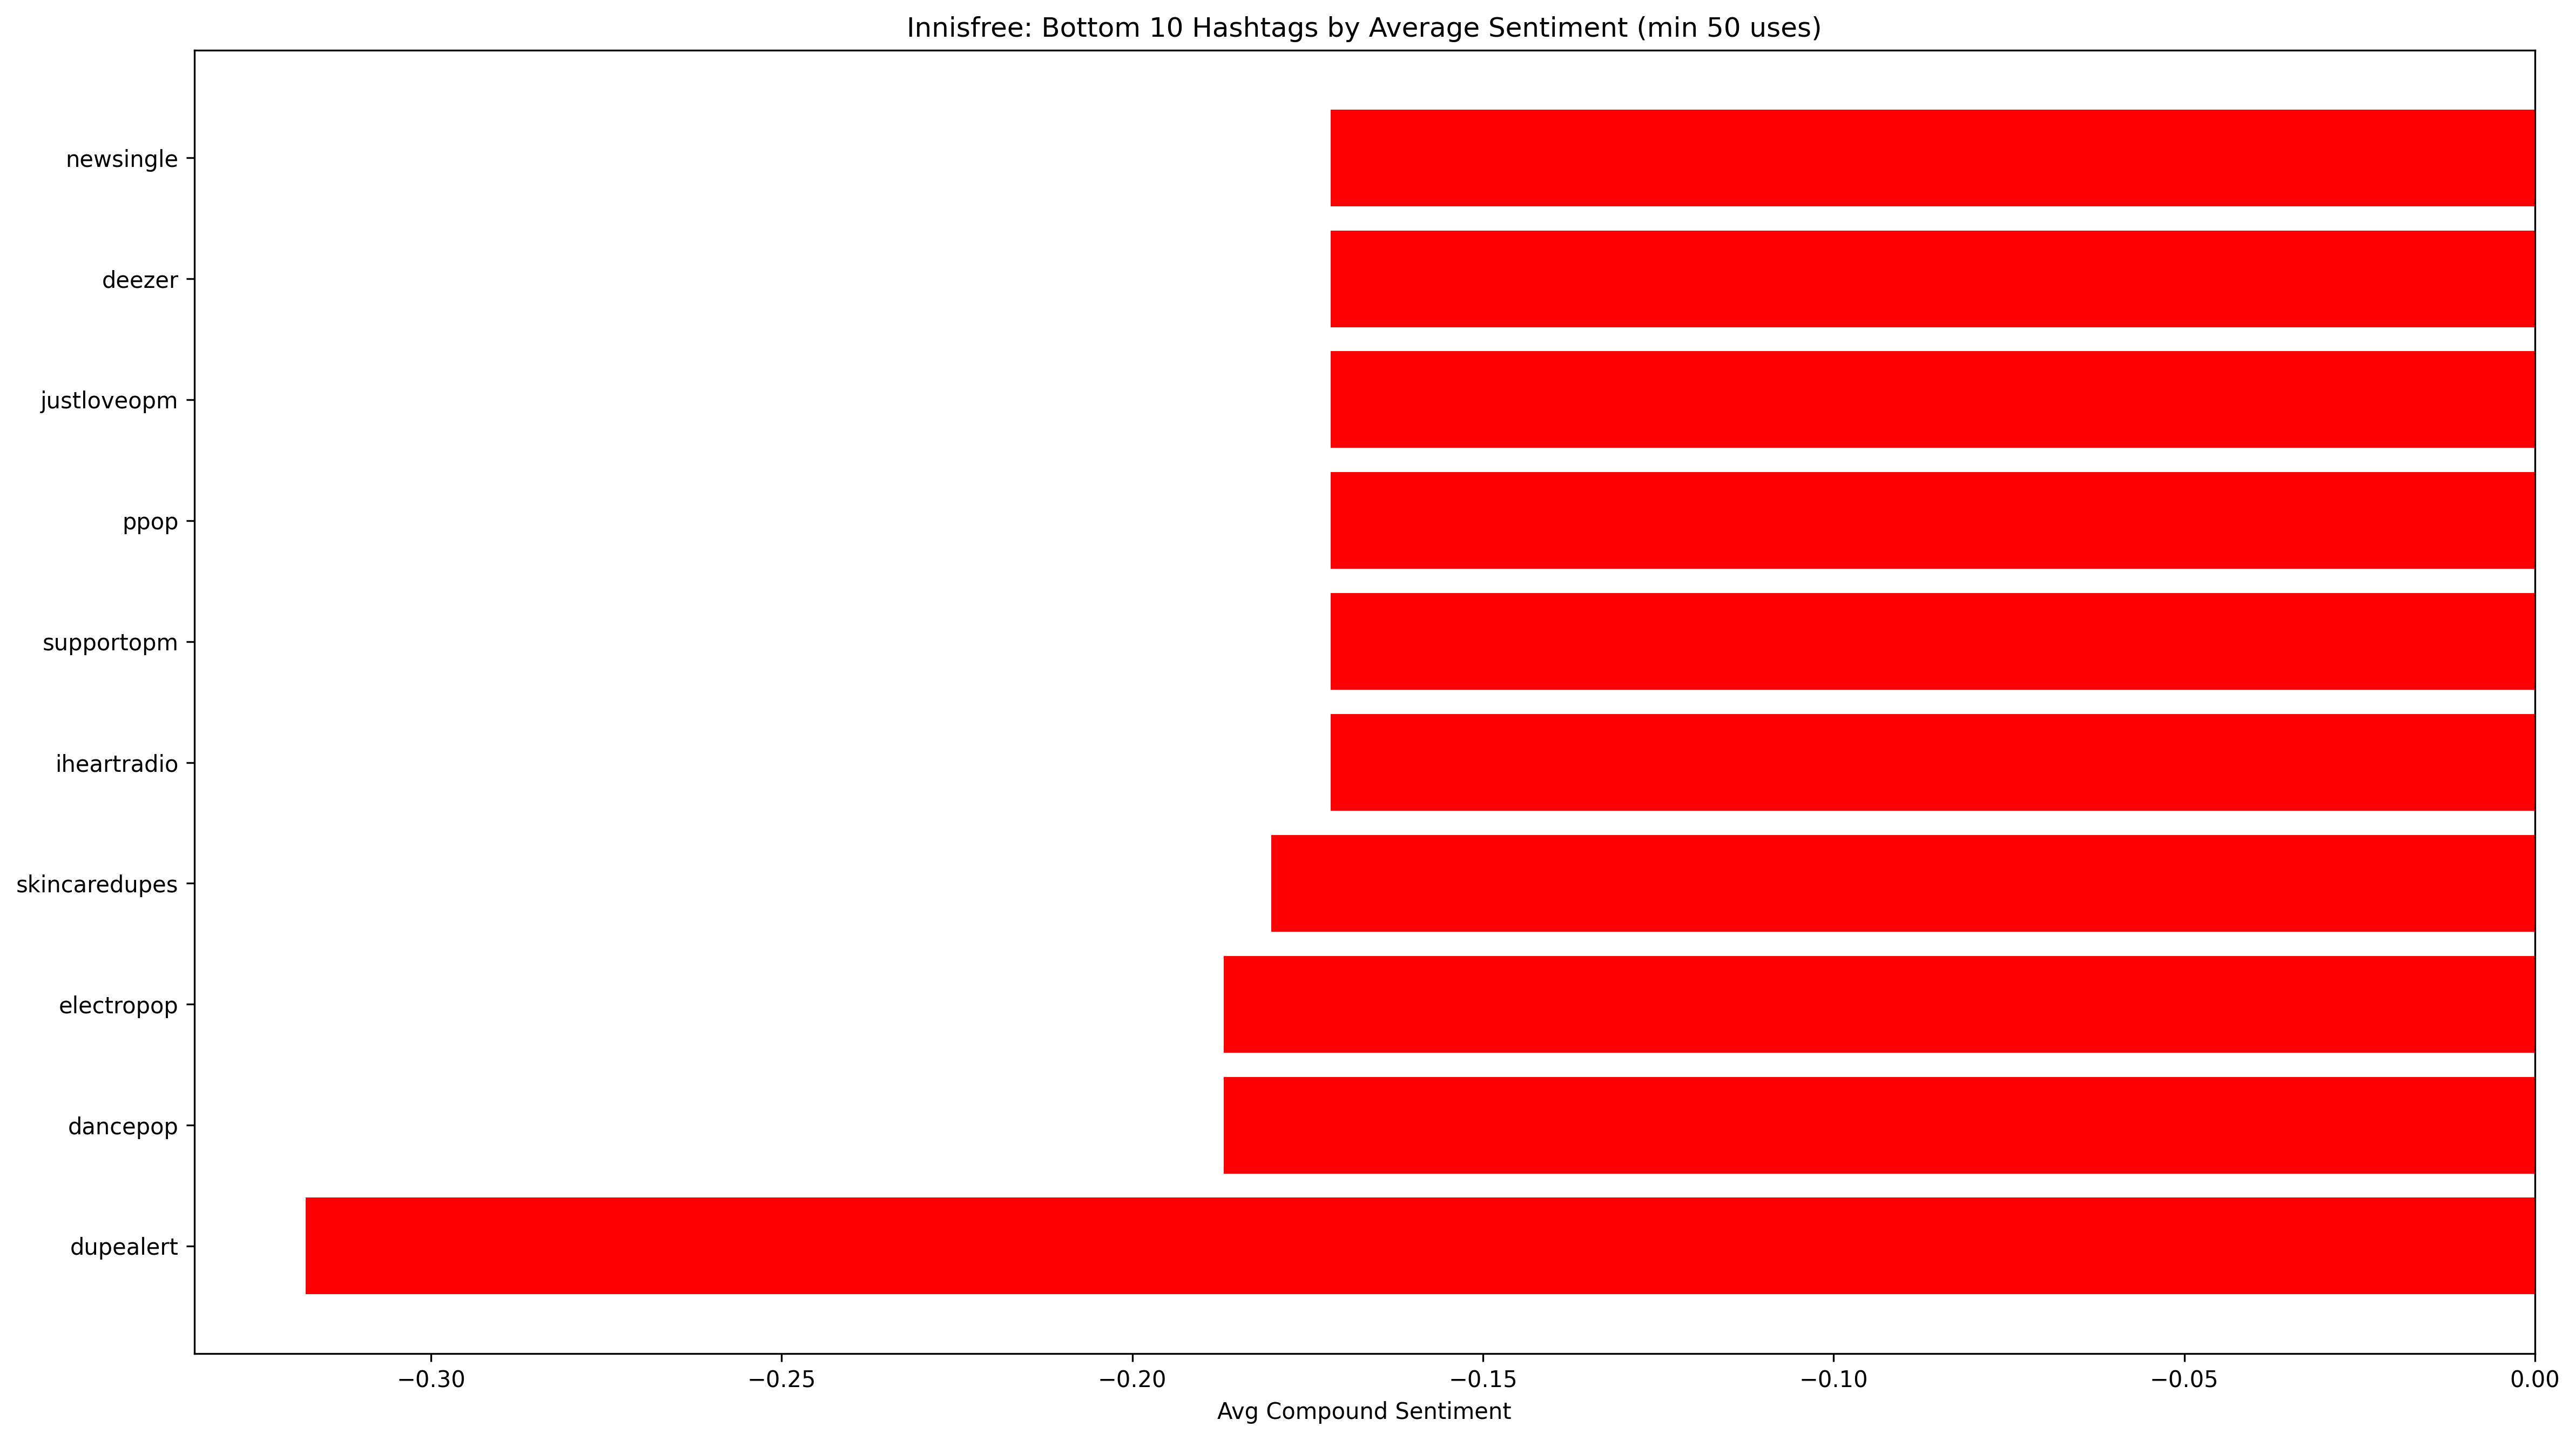 Innisfree: Bottom 10 Hashtags by Average Sentiment (min 50 uses)
newsingle
deezer
justloveopm
ppop
supportopm
iheartradio
skincaredupes
electropop
dancepop
dupealert
−0.30 −0.25 −0.20 −0.15 −0.10 −0.05 0.00
Avg Compound Sentiment